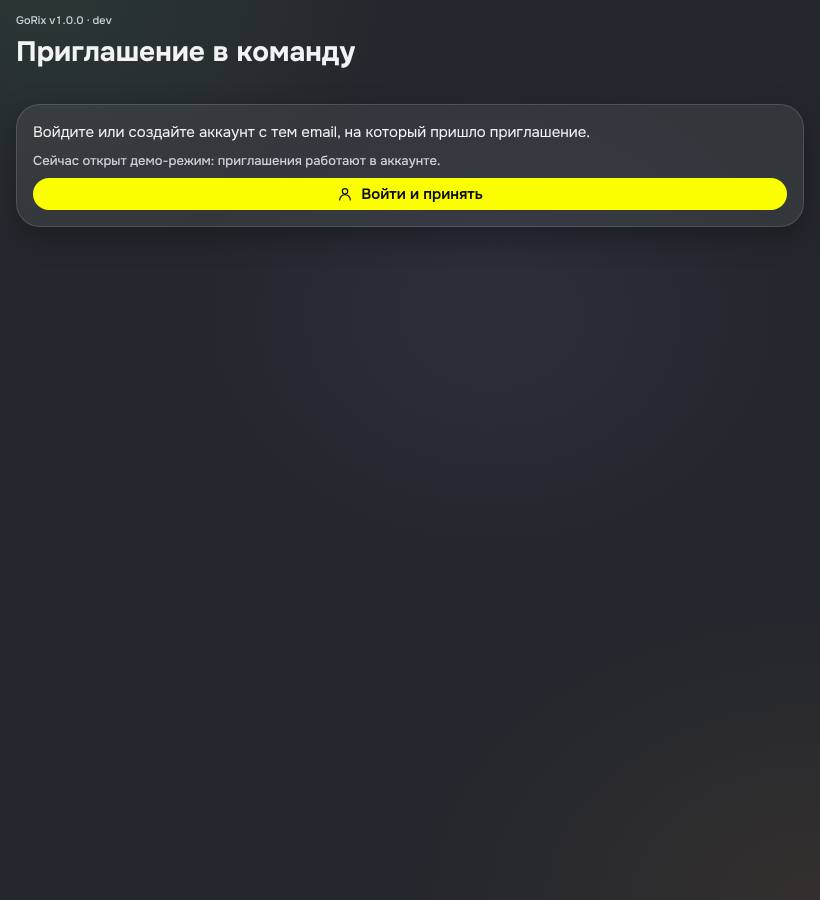 GoRix v1.0.0 · dev
Приглашение в команду
Войдите или создайте аккаунт с тем email, на который пришло приглашение.
Сейчас открыт демо-режим: приглашения работают в аккаунте.
Войти и принять